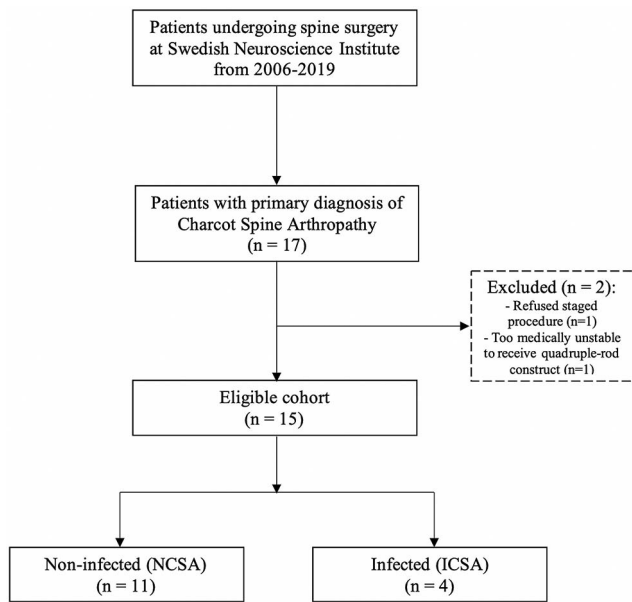 Patients undergoing spine surgery
at Swedish Neuroscience Institute
from 2006-2019
Patients with primary diagnosis of
Charcot Spine Arthropathy
(n = 17)
Excluded (n = 2):
- Refused staged
procedure (n=1)
- Too medically unstable
to receive quadruple-rod
construct (n=1)
Eligible cohort
(n = 15)
Non-infected (NCSA)
(n = 11)
Infected (ICSA)
(n = 4)